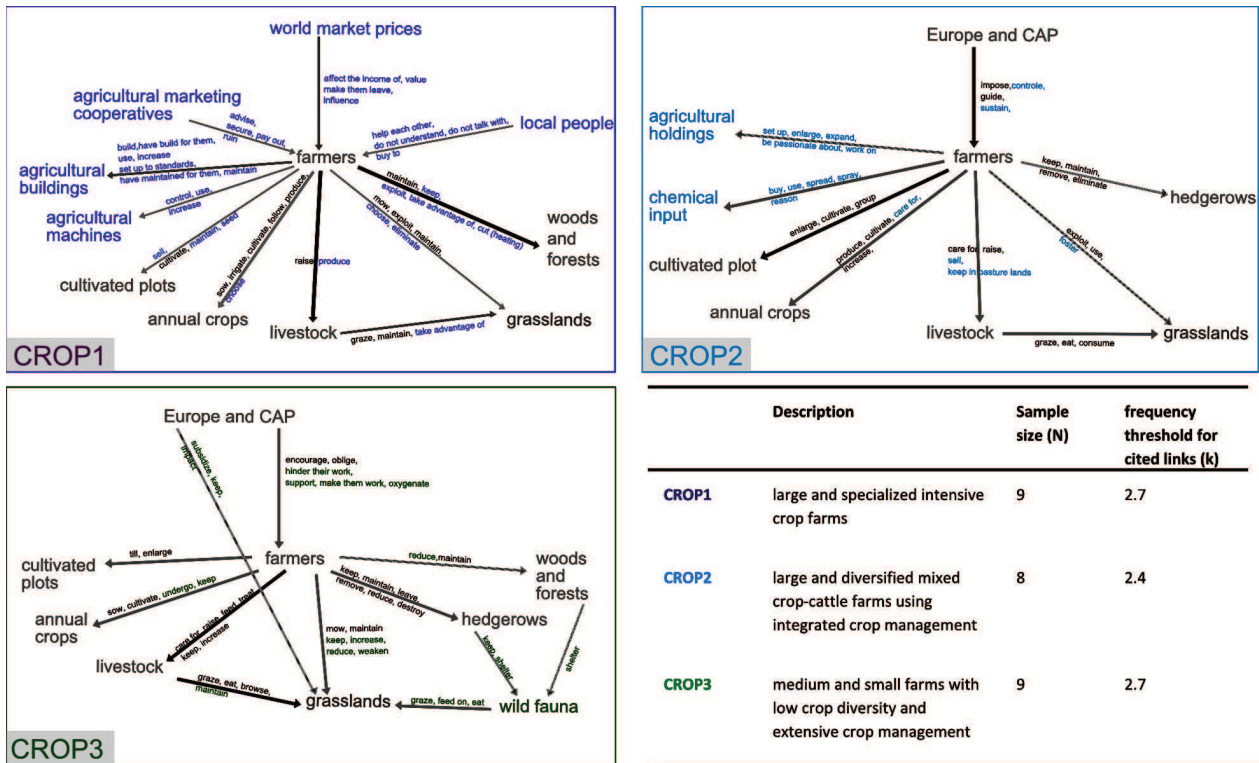 world market prices
affect the income of, value
make them leave,
influence
agricultural marketing
cooperatives
advise,
secure, pay out,
ruin
local people
help each other,
do not understand, do not talk with,
buy to
farmers
build,have build for them,
use, increase
set up to standards,
have maintained for them, maintain
agricultural
buildings
control, use,
increase
agricultural
machines
sell,
cultivate, maintain, seed
cultivated plots
sow, irrigate, cultivate, follow, produce,
choose
annual crops
raise, produce
livestock
mow, exploit, maintain,
choose, eliminate
maintain, keep,
exploit, take advantage of, cut (heating)
woods
and
forests
grasslands
graze, maintain, take advantage of
CROP1
Europe and CAP
impose,controle,
guide,
sustain,
agricultural
holdings
set up, enlarge, expand,
be passionate about, work on
farmers
keep, maintain,
remove, eliminate
hedgerows
chemical
input
buy, use, spread, spray,
reason
enlarge, cultivate, group
cultivated plot
produce, cultivate, care for,
increase,
annual crops
care for, raise,
sell,
keep in pasture lands
livestock
exploit, use,
foster
grasslands
graze, eat, consume
CROP2
Europe and CAP
subsidize, keep,
impact
encourage, oblige,
hinder their work,
support, make them work, oxygenate
farmers
till, enlarge
cultivated
plots
sow, cultivate, undergo, keep
annual
crops
care for, raise, feed, treat
keep, increase
livestock
mow, maintain
keep, increase,
reduce, weaken
keep, maintain, leave,
remove, reduce, destroy
hedgerows
reduce,maintain
woods
and
forests
keep, shelter
shelter
graze, eat, browse,
maintain
grasslands
graze, feed on, eat
wild fauna
CROP3
Description Sample size (N) frequency threshold for cited links (k)
CROP1 large and specialized intensive crop farms 9 2.7
CROP2 large and diversified mixed crop-cattle farms using integrated crop management 8 2.4
CROP3 medium and small farms with low crop diversity and extensive crop management 9 2.7